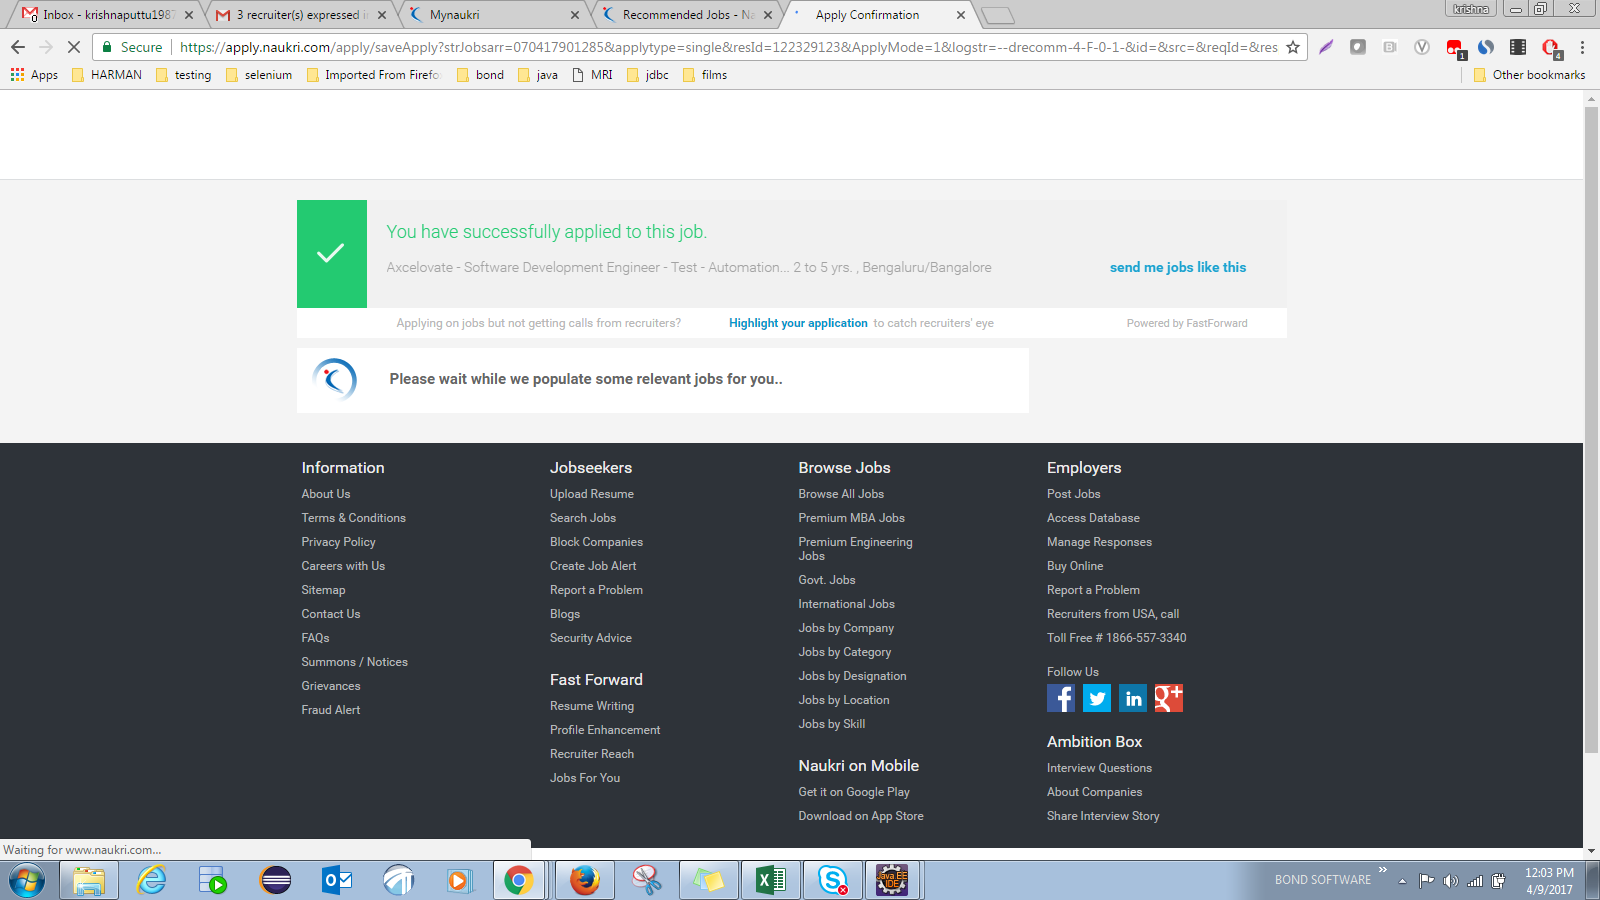 Inbox - krishnaputtu1987
3 recruiter(s) expressed i
Mynaukri
Recommended Jobs - Na
Apply Confirmation
krishna
Secure
https://apply.naukri.com/apply/saveApply?strJobsarr=070417901285&applytype=single&resId=122329123&ApplyMode=1&logstr=--drecomm-4-F-0-1-&id=&src=&reqId=&res
Apps
HARMAN
testing
selenium
Imported From Firefo
bond
java
MRI
jdbc
films
Other bookmarks
You have successfully applied to this job.
Axcelovate - Software Development Engineer - Test - Automation... 2 to 5 yrs. , Bengaluru/Bangalore
send me jobs like this
Applying on jobs but not getting calls from recruiters?
Highlight your application to catch recruiters' eye
Powered by FastForward
Please wait while we populate some relevant jobs for you..
Information
About Us
Terms & Conditions
Privacy Policy
Careers with Us
Sitemap
Contact Us
FAQs
Summons / Notices
Grievances
Fraud Alert
Jobseekers
Upload Resume
Search Jobs
Block Companies
Create Job Alert
Report a Problem
Blogs
Security Advice
Fast Forward
Resume Writing
Profile Enhancement
Recruiter Reach
Jobs For You
Browse Jobs
Browse All Jobs
Premium MBA Jobs
Premium Engineering
Jobs
Govt. Jobs
International Jobs
Jobs by Company
Jobs by Category
Jobs by Designation
Jobs by Location
Jobs by Skill
Naukri on Mobile
Get it on Google Play
Download on App Store
Employers
Post Jobs
Access Database
Manage Responses
Buy Online
Report a Problem
Recruiters from USA, call
Toll Free # 1866-557-3340
Follow Us
Ambition Box
Interview Questions
About Companies
Share Interview Story
Waiting for www.naukri.com...
Java EE
IDE
BOND SOFTWARE
12:03 PM
4/9/2017